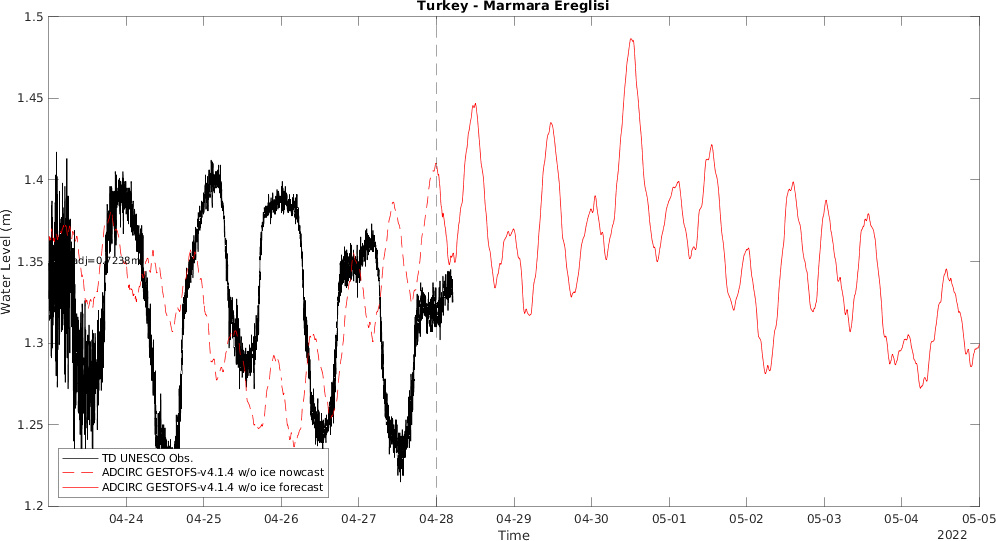 Turkey - Marmara Ereglisi
Water Level (m)
1.5
1.45
1.4
1.35
1.3
1.25
1.2
adj=0.7238m
TD UNESCO Obs.
ADCIRC GESTOFS-v4.1.4 w/o ice nowcast
ADCIRC GESTOFS-v4.1.4 w/o ice forecast
04-24 04-25 04-26 04-27 04-28 04-29 04-30 05-01 05-02 05-03 05-04 05-05
Time
2022